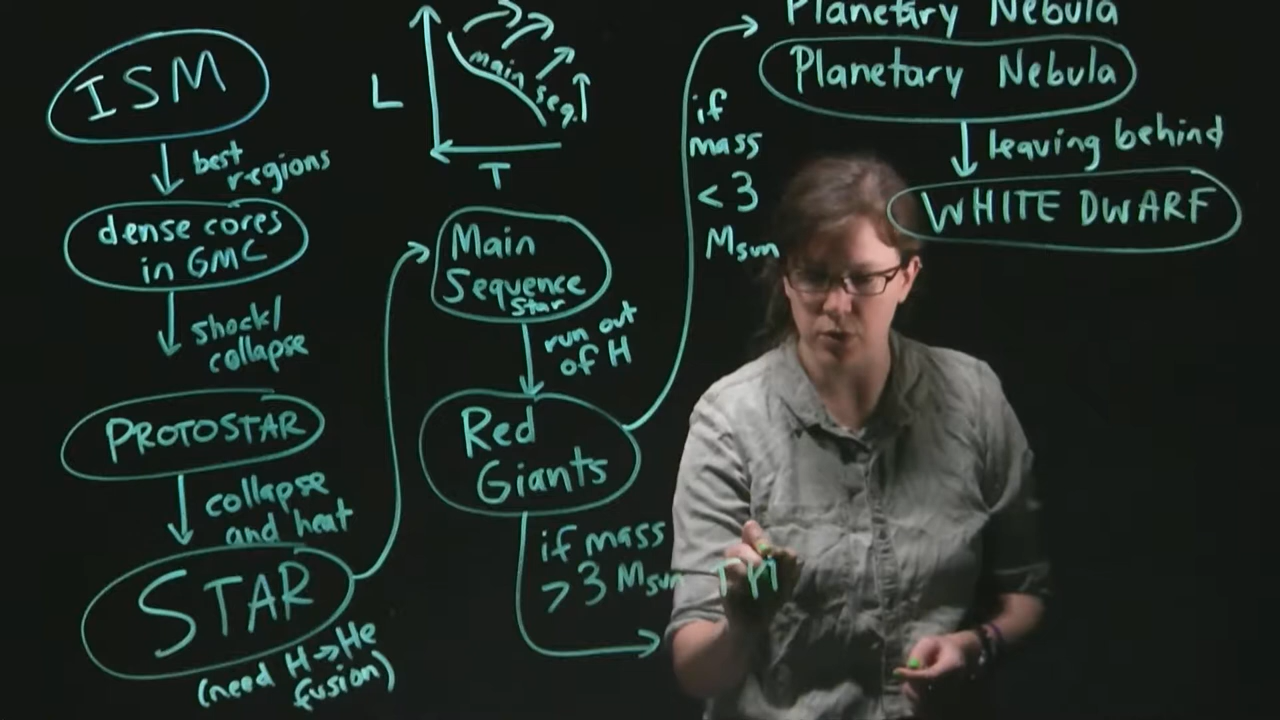 ISM
best
regions
dense cores
in GMC
shock/
collapse
PROTOSTAR
collapse
and heat
STAR
(need H→He
fusion)
L
main
seq.
T
Main
Sequence
Star
run out
of H
Red
Giants
if mass
>3 Msun
if
mass
<3
Msun
Planetary Nebula
Planetary Nebula
leaving behind
WHITE DWARF